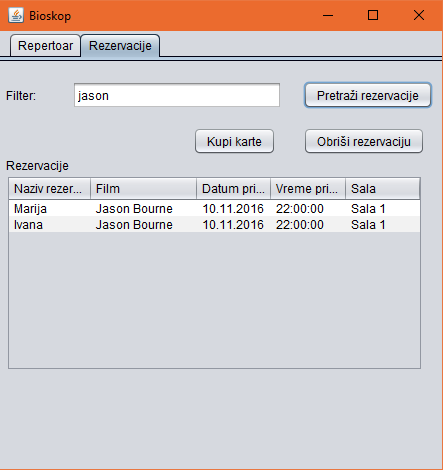 Bioskop
Repertoar Rezervacije
Filter: jason Pretraži rezervacije
Kupi karte Obriši rezervaciju
Rezervacije
Naziv rezer... Film Datum pri... Vreme pri... Sala
Marija Jason Bourne 10.11.2016 22:00:00 Sala 1
Ivana Jason Bourne 10.11.2016 22:00:00 Sala 1